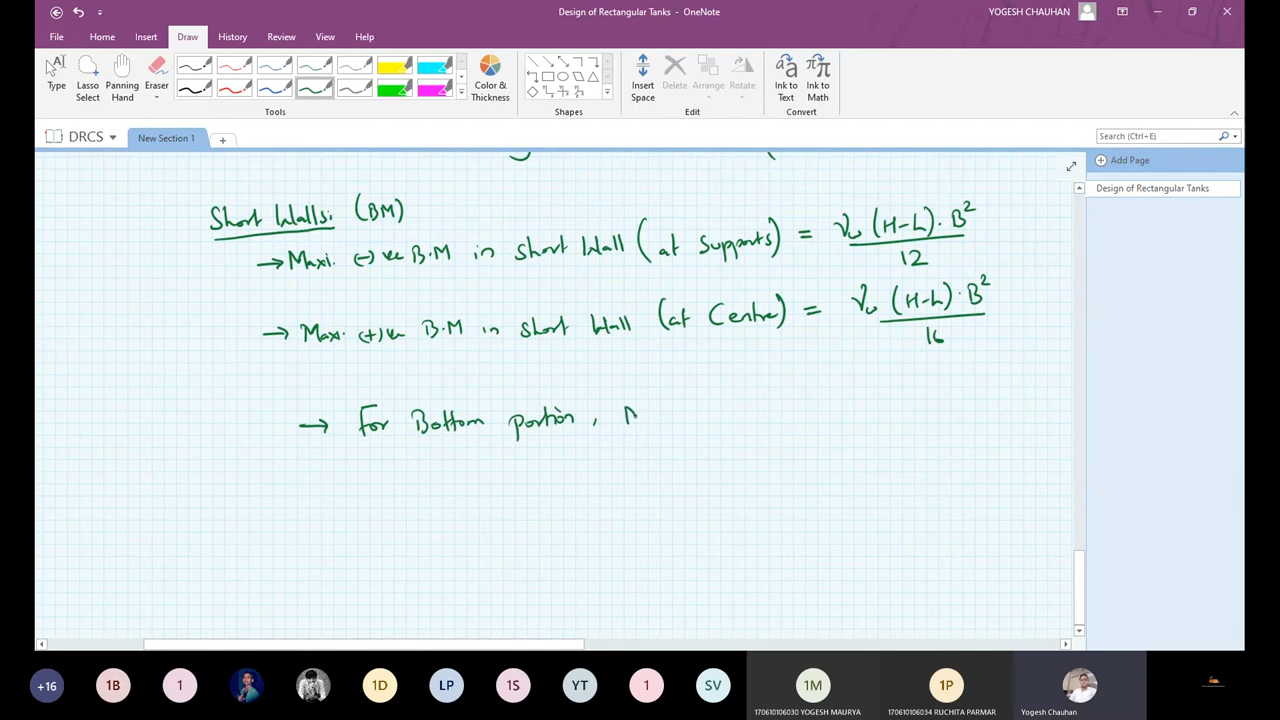 Design of Rectangular Tanks - OneNote
YOGESH CHAUHAN
File Home Insert Draw History Review View Help
Type
Lasso Select
Panning Hand
Eraser
Color & Thickness
Insert Space
Delete
Arrange
Rotate
Ink to Text
Ink to Math
Tools
Shapes
Edit
Convert
DRCS
New Section 1
Search (Ctrl+E)
Add Page
Design of Rectangular Tanks
Short Walls: (BM)
→ Maxi. (-) ve B.M in short Wall (at Supports) = γw (H-h) · B² / 12
→ Maxi. (+) ve B.M in short Wall (at Centre) = γw (H-h) · B² / 16
→ For Bottom portion,
+16 1B 1 1D LP 1S YT 1 SV 1M 1P
170610106030 YOGESH MAURYA
170610106034 RUCHITA PARMAR
Yogesh Chauhan